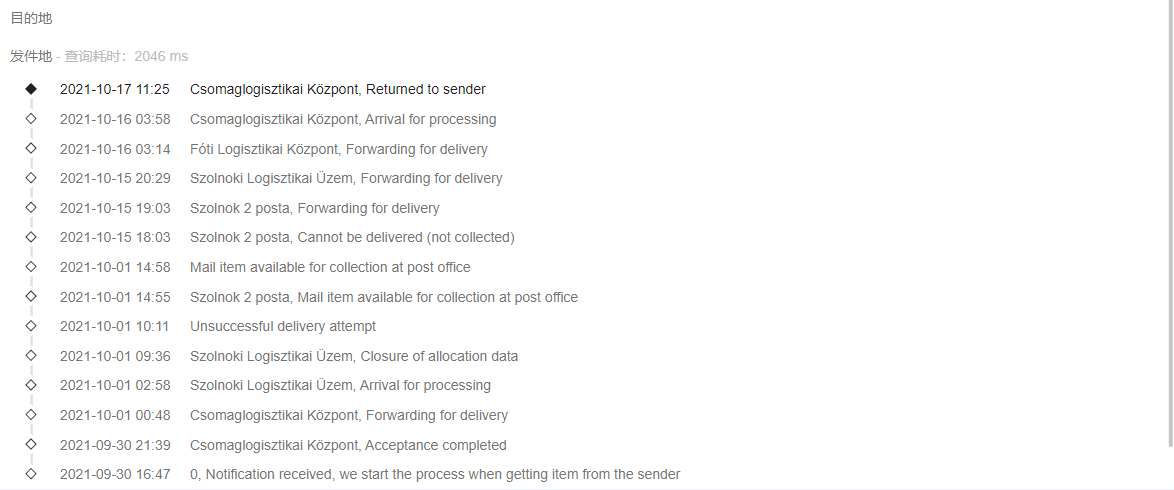 目的地
发件地 - 查询耗时：2046 ms
2021-10-17 11:25 Csomaglogisztikai Központ, Returned to sender
2021-10-16 03:58 Csomaglogisztikai Központ, Arrival for processing
2021-10-16 03:14 Fóti Logisztikai Központ, Forwarding for delivery
2021-10-15 20:29 Szolnoki Logisztikai Üzem, Forwarding for delivery
2021-10-15 19:03 Szolnok 2 posta, Forwarding for delivery
2021-10-15 18:03 Szolnok 2 posta, Cannot be delivered (not collected)
2021-10-01 14:58 Mail item available for collection at post office
2021-10-01 14:55 Szolnok 2 posta, Mail item available for collection at post office
2021-10-01 10:11 Unsuccessful delivery attempt
2021-10-01 09:36 Szolnoki Logisztikai Üzem, Closure of allocation data
2021-10-01 02:58 Szolnoki Logisztikai Üzem, Arrival for processing
2021-10-01 00:48 Csomaglogisztikai Központ, Forwarding for delivery
2021-09-30 21:39 Csomaglogisztikai Központ, Acceptance completed
2021-09-30 16:47 0, Notification received, we start the process when getting item from the sender